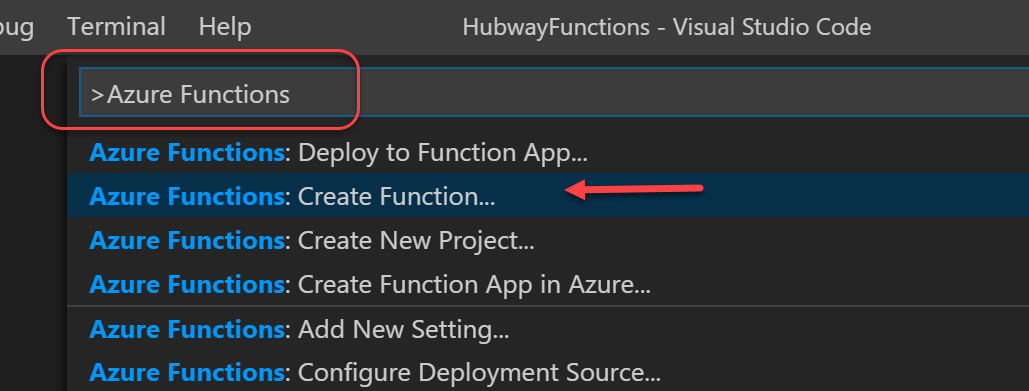 Terminal Help HubwayFunctions - Visual Studio Code
>Azure Functions
Azure Functions: Deploy to Function App...
Azure Functions: Create Function...
Azure Functions: Create New Project...
Azure Functions: Create Function App in Azure...
Azure Functions: Add New Setting...
Azure Functions: Configure Deployment Source...